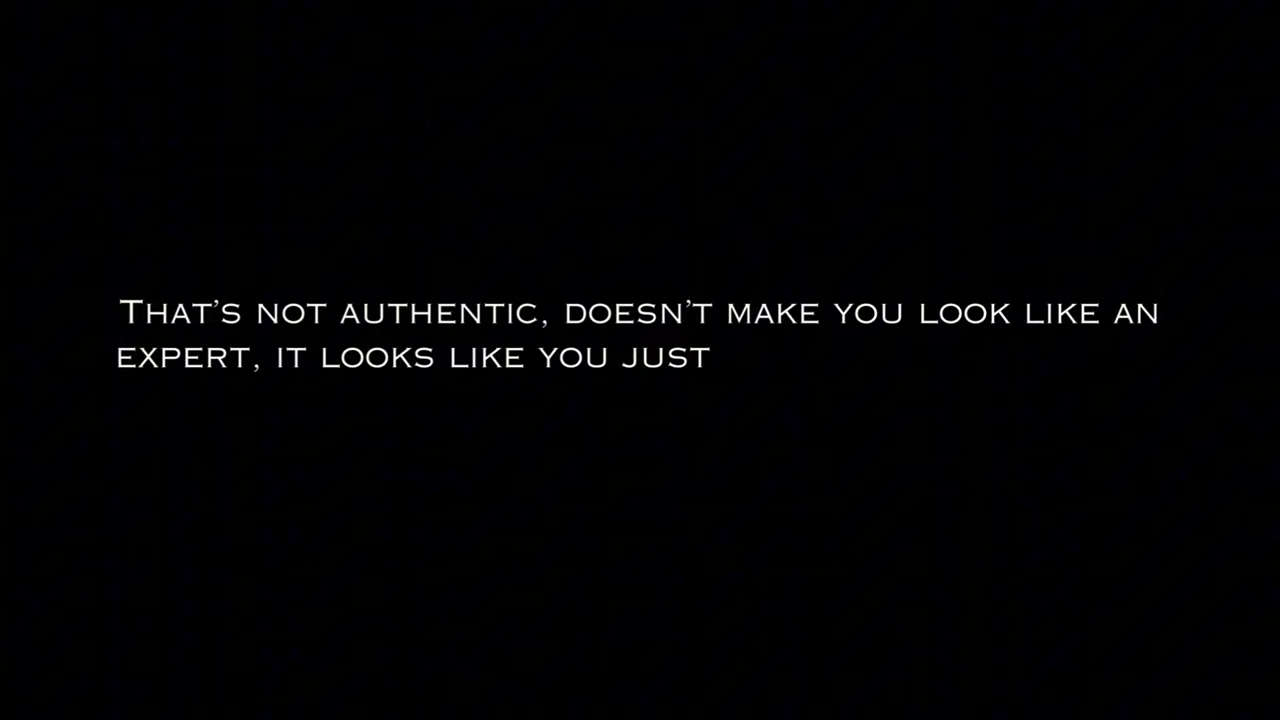 That's not authentic, doesn't make you look like an
expert, it looks like you just